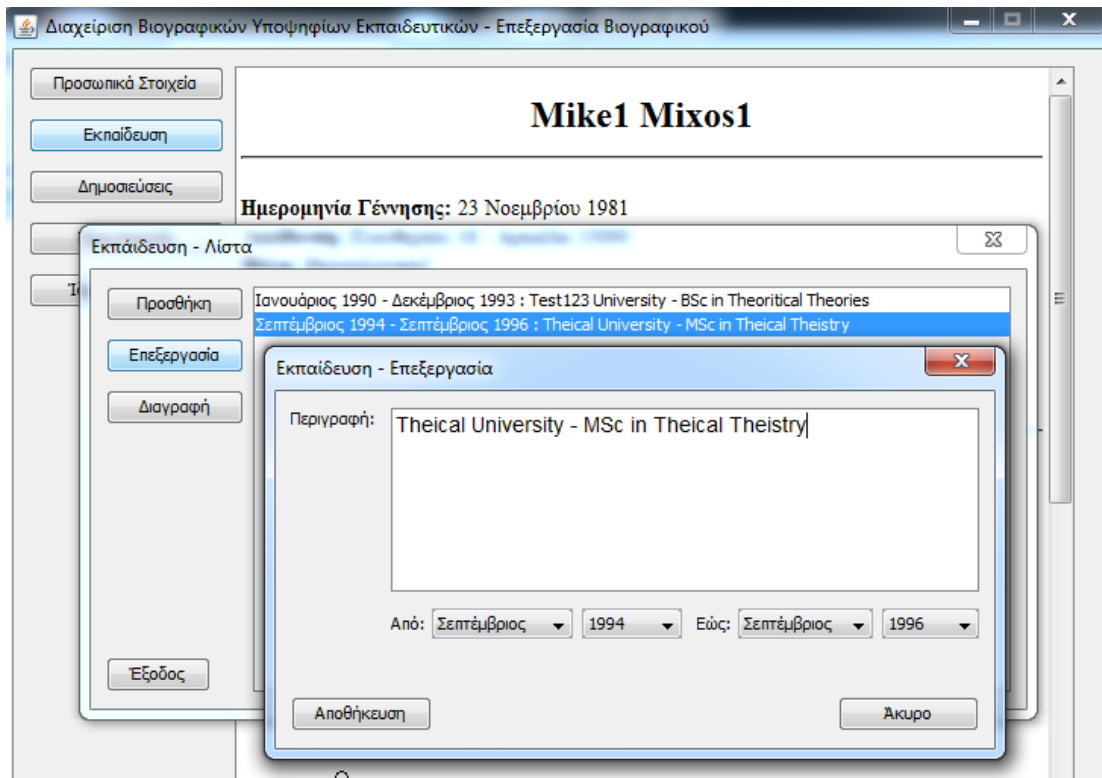 Διαχείριση Βιογραφικών Υποψηφίων Εκπαιδευτικών - Επεξεργασία Βιογραφικού
Προσωπικά Στοιχεία
Εκπαίδευση
Δημοσιεύσεις
Mike1 Mixos1
Ημερομηνία Γέννησης: 23 Νοεμβρίου 1981
Εκπάιδευση - Λίστα
Προσθήκη
Επεξεργασία
Διαγραφή
Έξοδος
Ιανουάριος 1990 - Δεκέμβριος 1993 : Test123 University - BSc in Theoritical Theories
Σεπτέμβριος 1994 - Σεπτέμβριος 1996 : Theical University - MSc in Theical Theistry
Εκπαίδευση - Επεξεργασία
Περιγραφή:
Theical University - MSc in Theical Theistry
Από: Σεπτέμβριος 1994 Εώς: Σεπτέμβριος 1996
Αποθήκευση Άκυρο